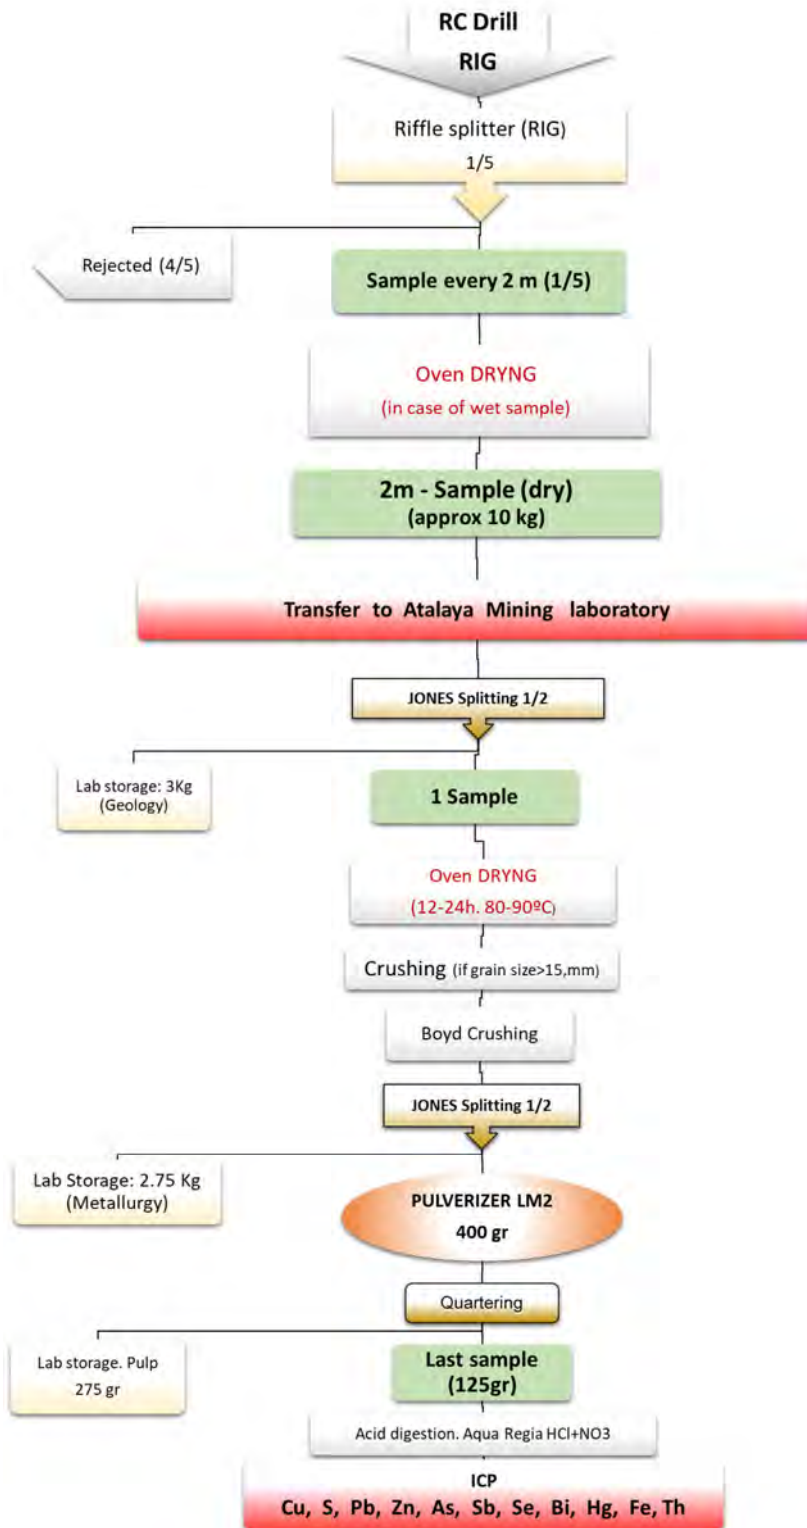 RC Drill
RIG
Riffle splitter (RIG)
1/5
Rejected (4/5)
Sample every 2 m (1/5)
Oven DRYNG
(in case of wet sample)
2m - Sample (dry)
(approx 10 kg)
Transfer to Atalaya Mining laboratory
JONES Splitting 1/2
Lab storage: 3Kg
(Geology)
1 Sample
Oven DRYNG
(12-24h. 80-90ºC)
Crushing (if grain size>15,mm)
Boyd Crushing
JONES Splitting 1/2
Lab Storage: 2.75 Kg
(Metallurgy)
PULVERIZER LM2
400 gr
Quartering
Lab storage. Pulp
275 gr
Last sample
(125gr)
Acid digestion. Aqua Regia HCl+NO3
ICP
Cu, S, Pb, Zn, As, Sb, Se, Bi, Hg, Fe, Th